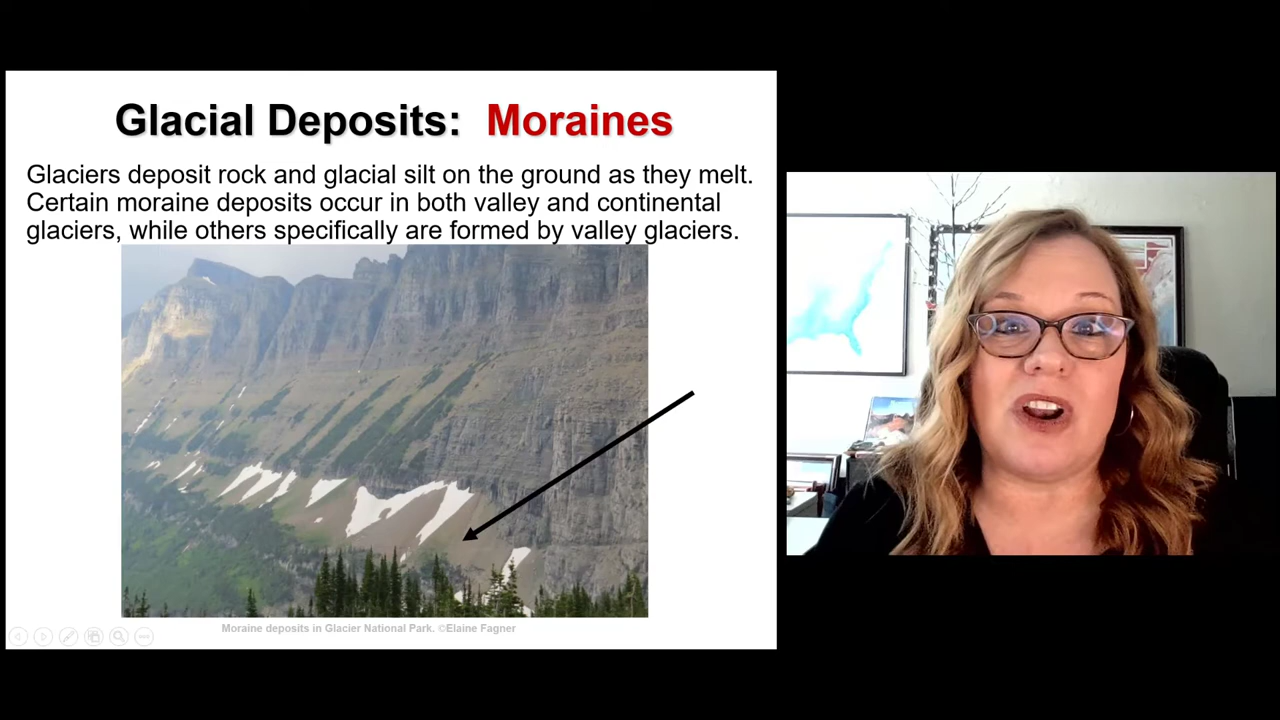 Glacial Deposits: Moraines
Glaciers deposit rock and glacial silt on the ground as they melt.
Certain moraine deposits occur in both valley and continental
glaciers, while others specifically are formed by valley glaciers.
Moraine deposits in Glacier National Park. ©Elaine Fagner